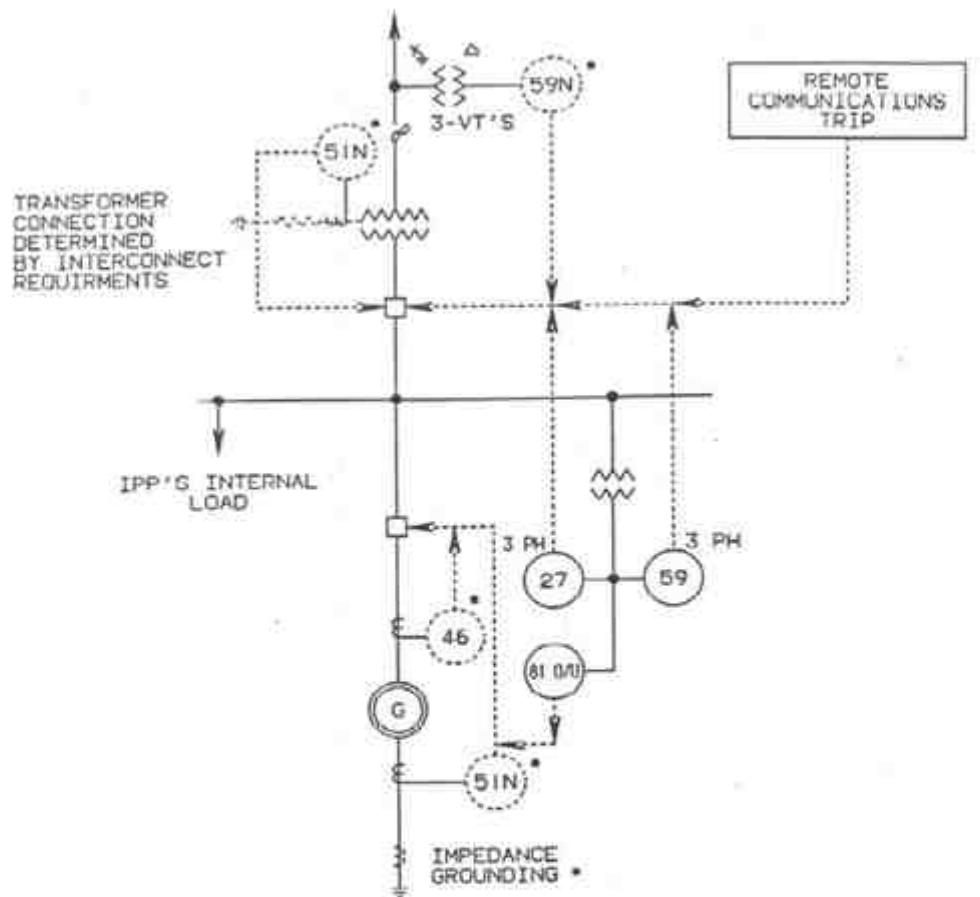 59N *
3-VT'S
REMOTE
COMMUNICATIONS
TRIP
51N *
TRANSFORMER
CONNECTION
DETERMINED
BY INTERCONNECT
REQUIRMENTS
IPP'S INTERNAL
LOAD
3 PH
27
59
3 PH
46 *
81 O/U
G
51N *
IMPEDANCE
GROUNDING *